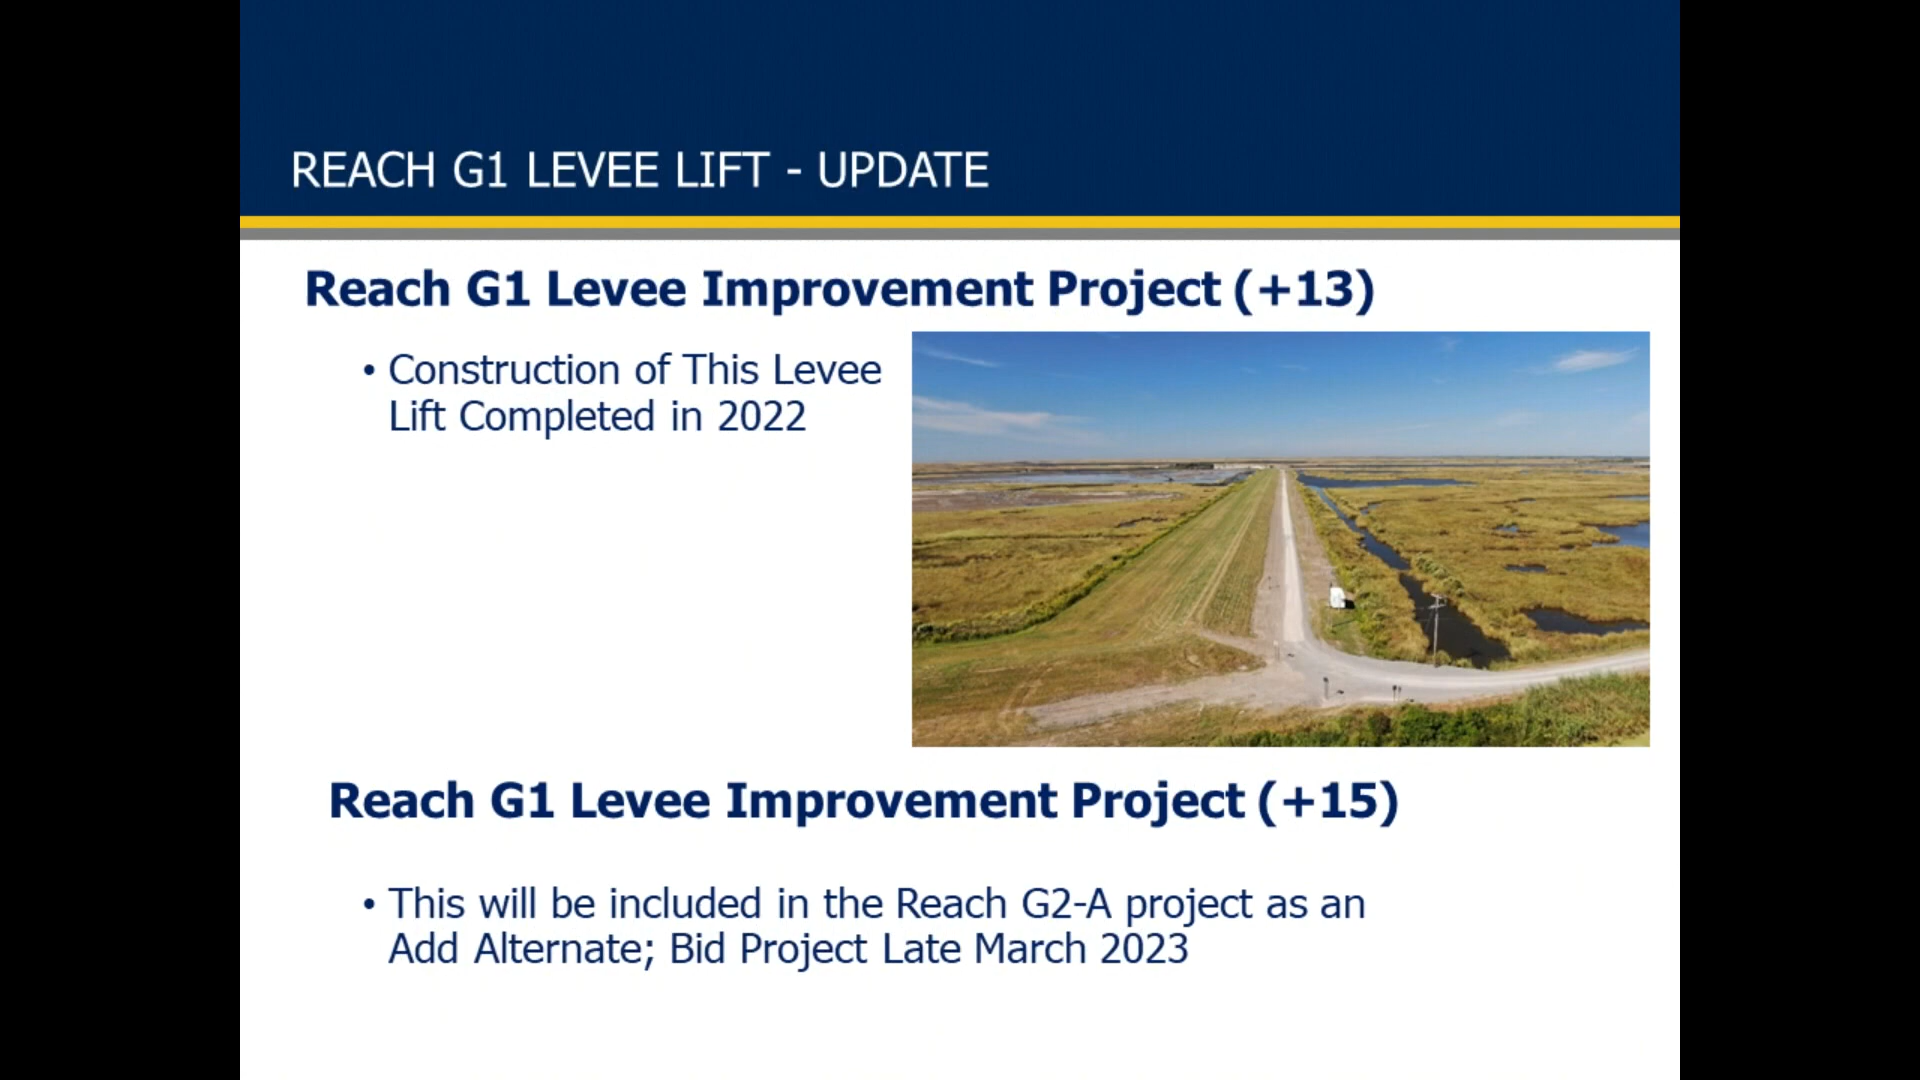 REACH G1 LEVEE LIFT - UPDATE
Reach G1 Levee Improvement Project (+13)
• Construction of This Levee
Lift Completed in 2022
Reach G1 Levee Improvement Project (+15)
• This will be included in the Reach G2-A project as an
Add Alternate; Bid Project Late March 2023